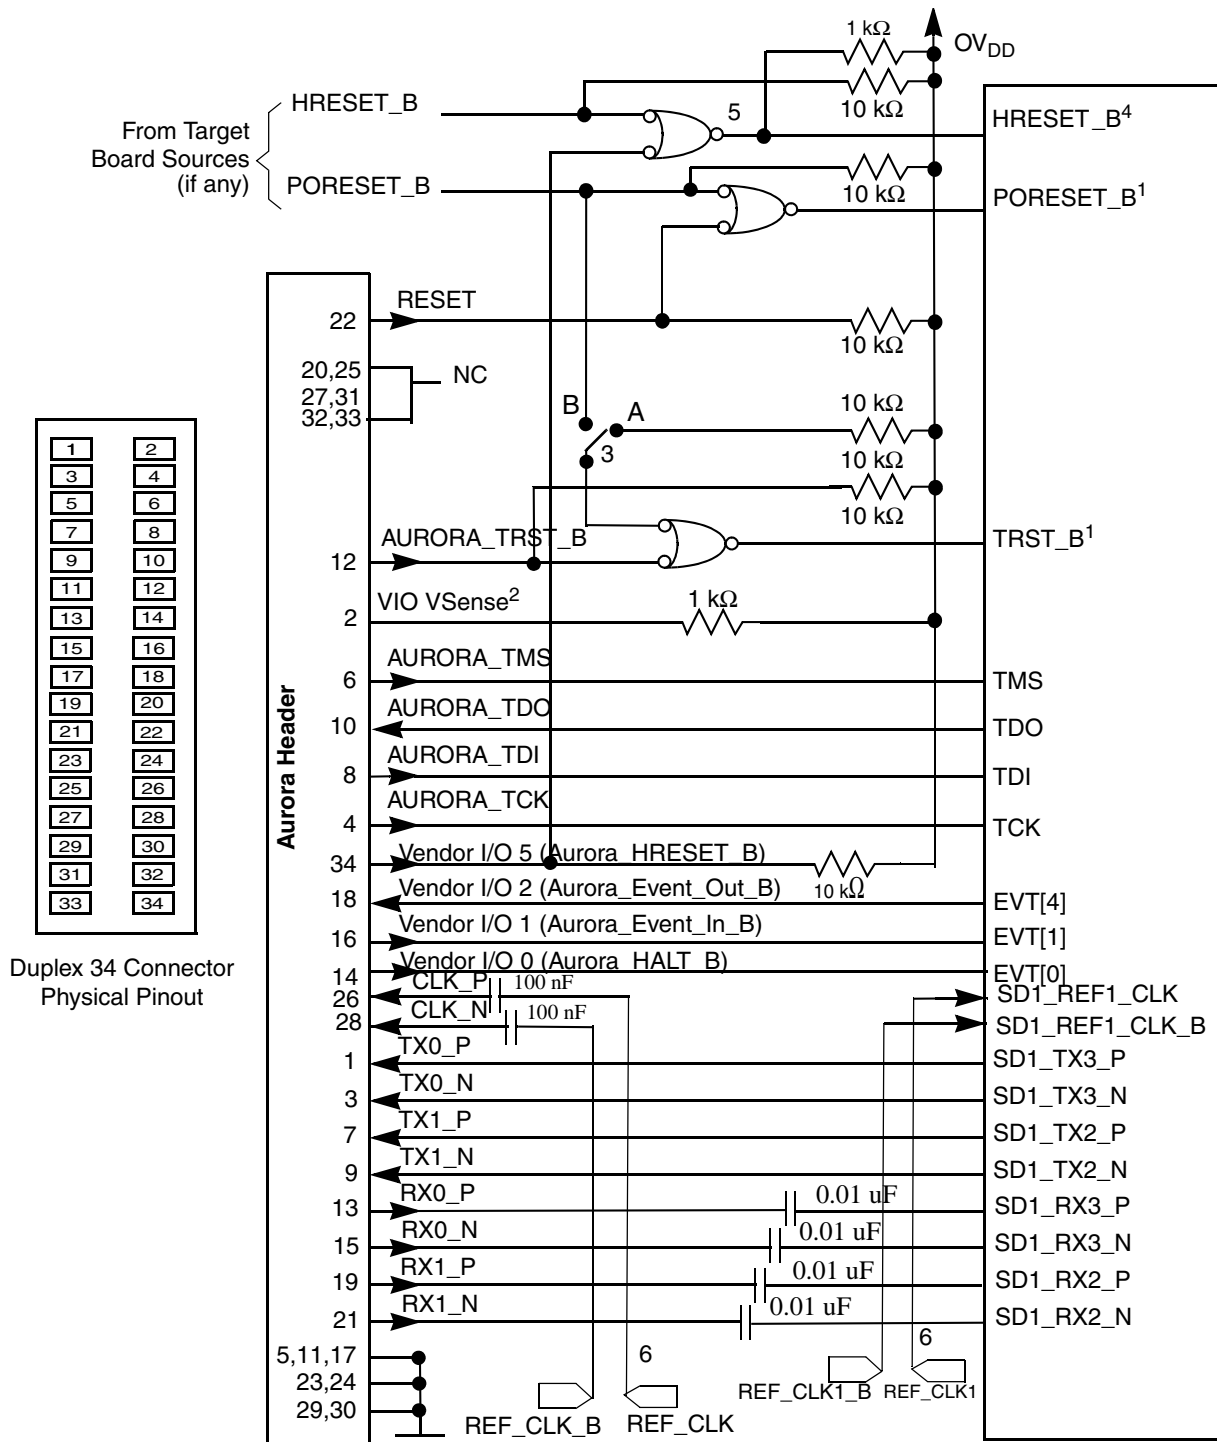 1 kΩ
OVDD
10 kΩ
HRESET_B
5
HRESET_B4
From Target
Board Sources
(if any)
PORESET_B
10 kΩ
PORESET_B1
RESET
22
10 kΩ
20,25
NC
27,31
32,33
B
A
10 kΩ
3
10 kΩ
10 kΩ
AURORA_TRST_B
12
TRST_B1
VIO VSense2
2
1 kΩ
AURORA_TMS
6
TMS
AURORA_TDO
10
TDO
AURORA_TDI
8
TDI
AURORA_TCK
4
TCK
Vendor I/O 5 (Aurora_HRESET_B)
34
10 kΩ
Vendor I/O 2 (Aurora_Event_Out_B)
18
EVT[4]
Vendor I/O 1 (Aurora_Event_In_B)
16
EVT[1]
Vendor I/O 0 (Aurora_HALT_B)
14
EVT[0]
CLK_P
100 nF
26
SD1_REF1_CLK
CLK_N
100 nF
28
SD1_REF1_CLK_B
TX0_P
1
SD1_TX3_P
TX0_N
3
SD1_TX3_N
TX1_P
7
SD1_TX2_P
TX1_N
9
SD1_TX2_N
RX0_P
13
0.01 uF
SD1_RX3_P
RX0_N
15
0.01 uF
SD1_RX3_N
RX1_P
19
0.01 uF
SD1_RX2_P
RX1_N
21
0.01 uF
SD1_RX2_N
5,11,17
23,24
29,30
6
6
REF_CLK_B
REF_CLK
REF_CLK1_B
REF_CLK1
Aurora Header
1 2
3 4
5 6
7 8
9 10
11 12
13 14
15 16
17 18
19 20
21 22
23 24
25 26
27 28
29 30
31 32
33 34
Duplex 34 Connector
Physical Pinout